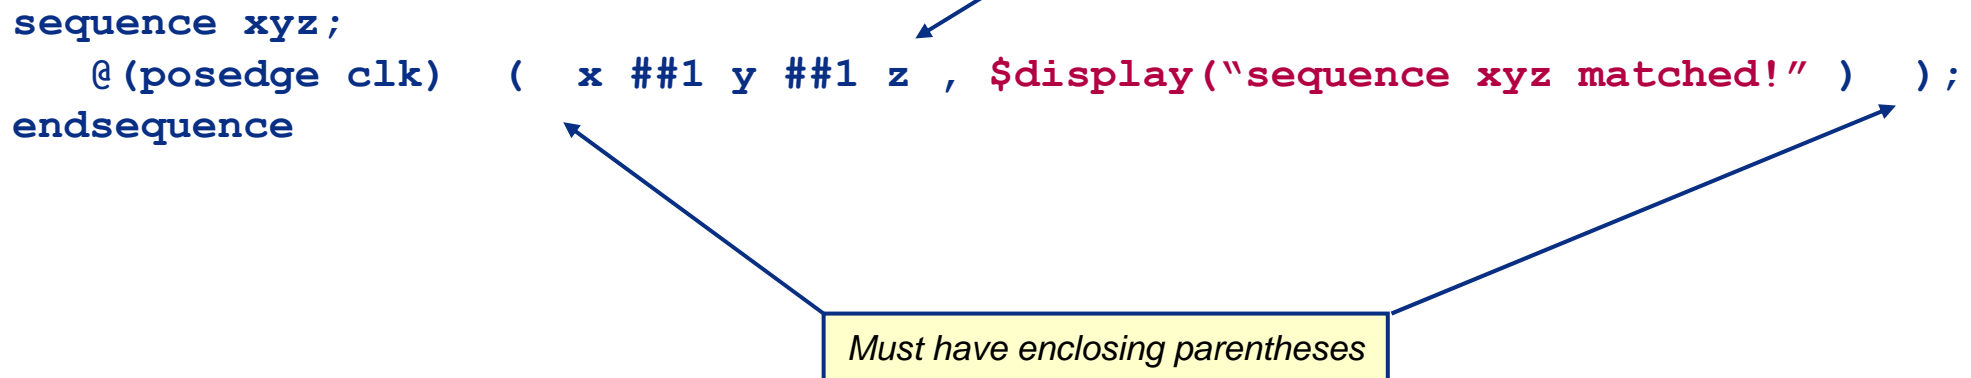 sequence xyz;
@(posedge clk) ( x ##1 y ##1 z , $display(“sequence xyz matched!” ) );
endsequence
Must have enclosing parentheses